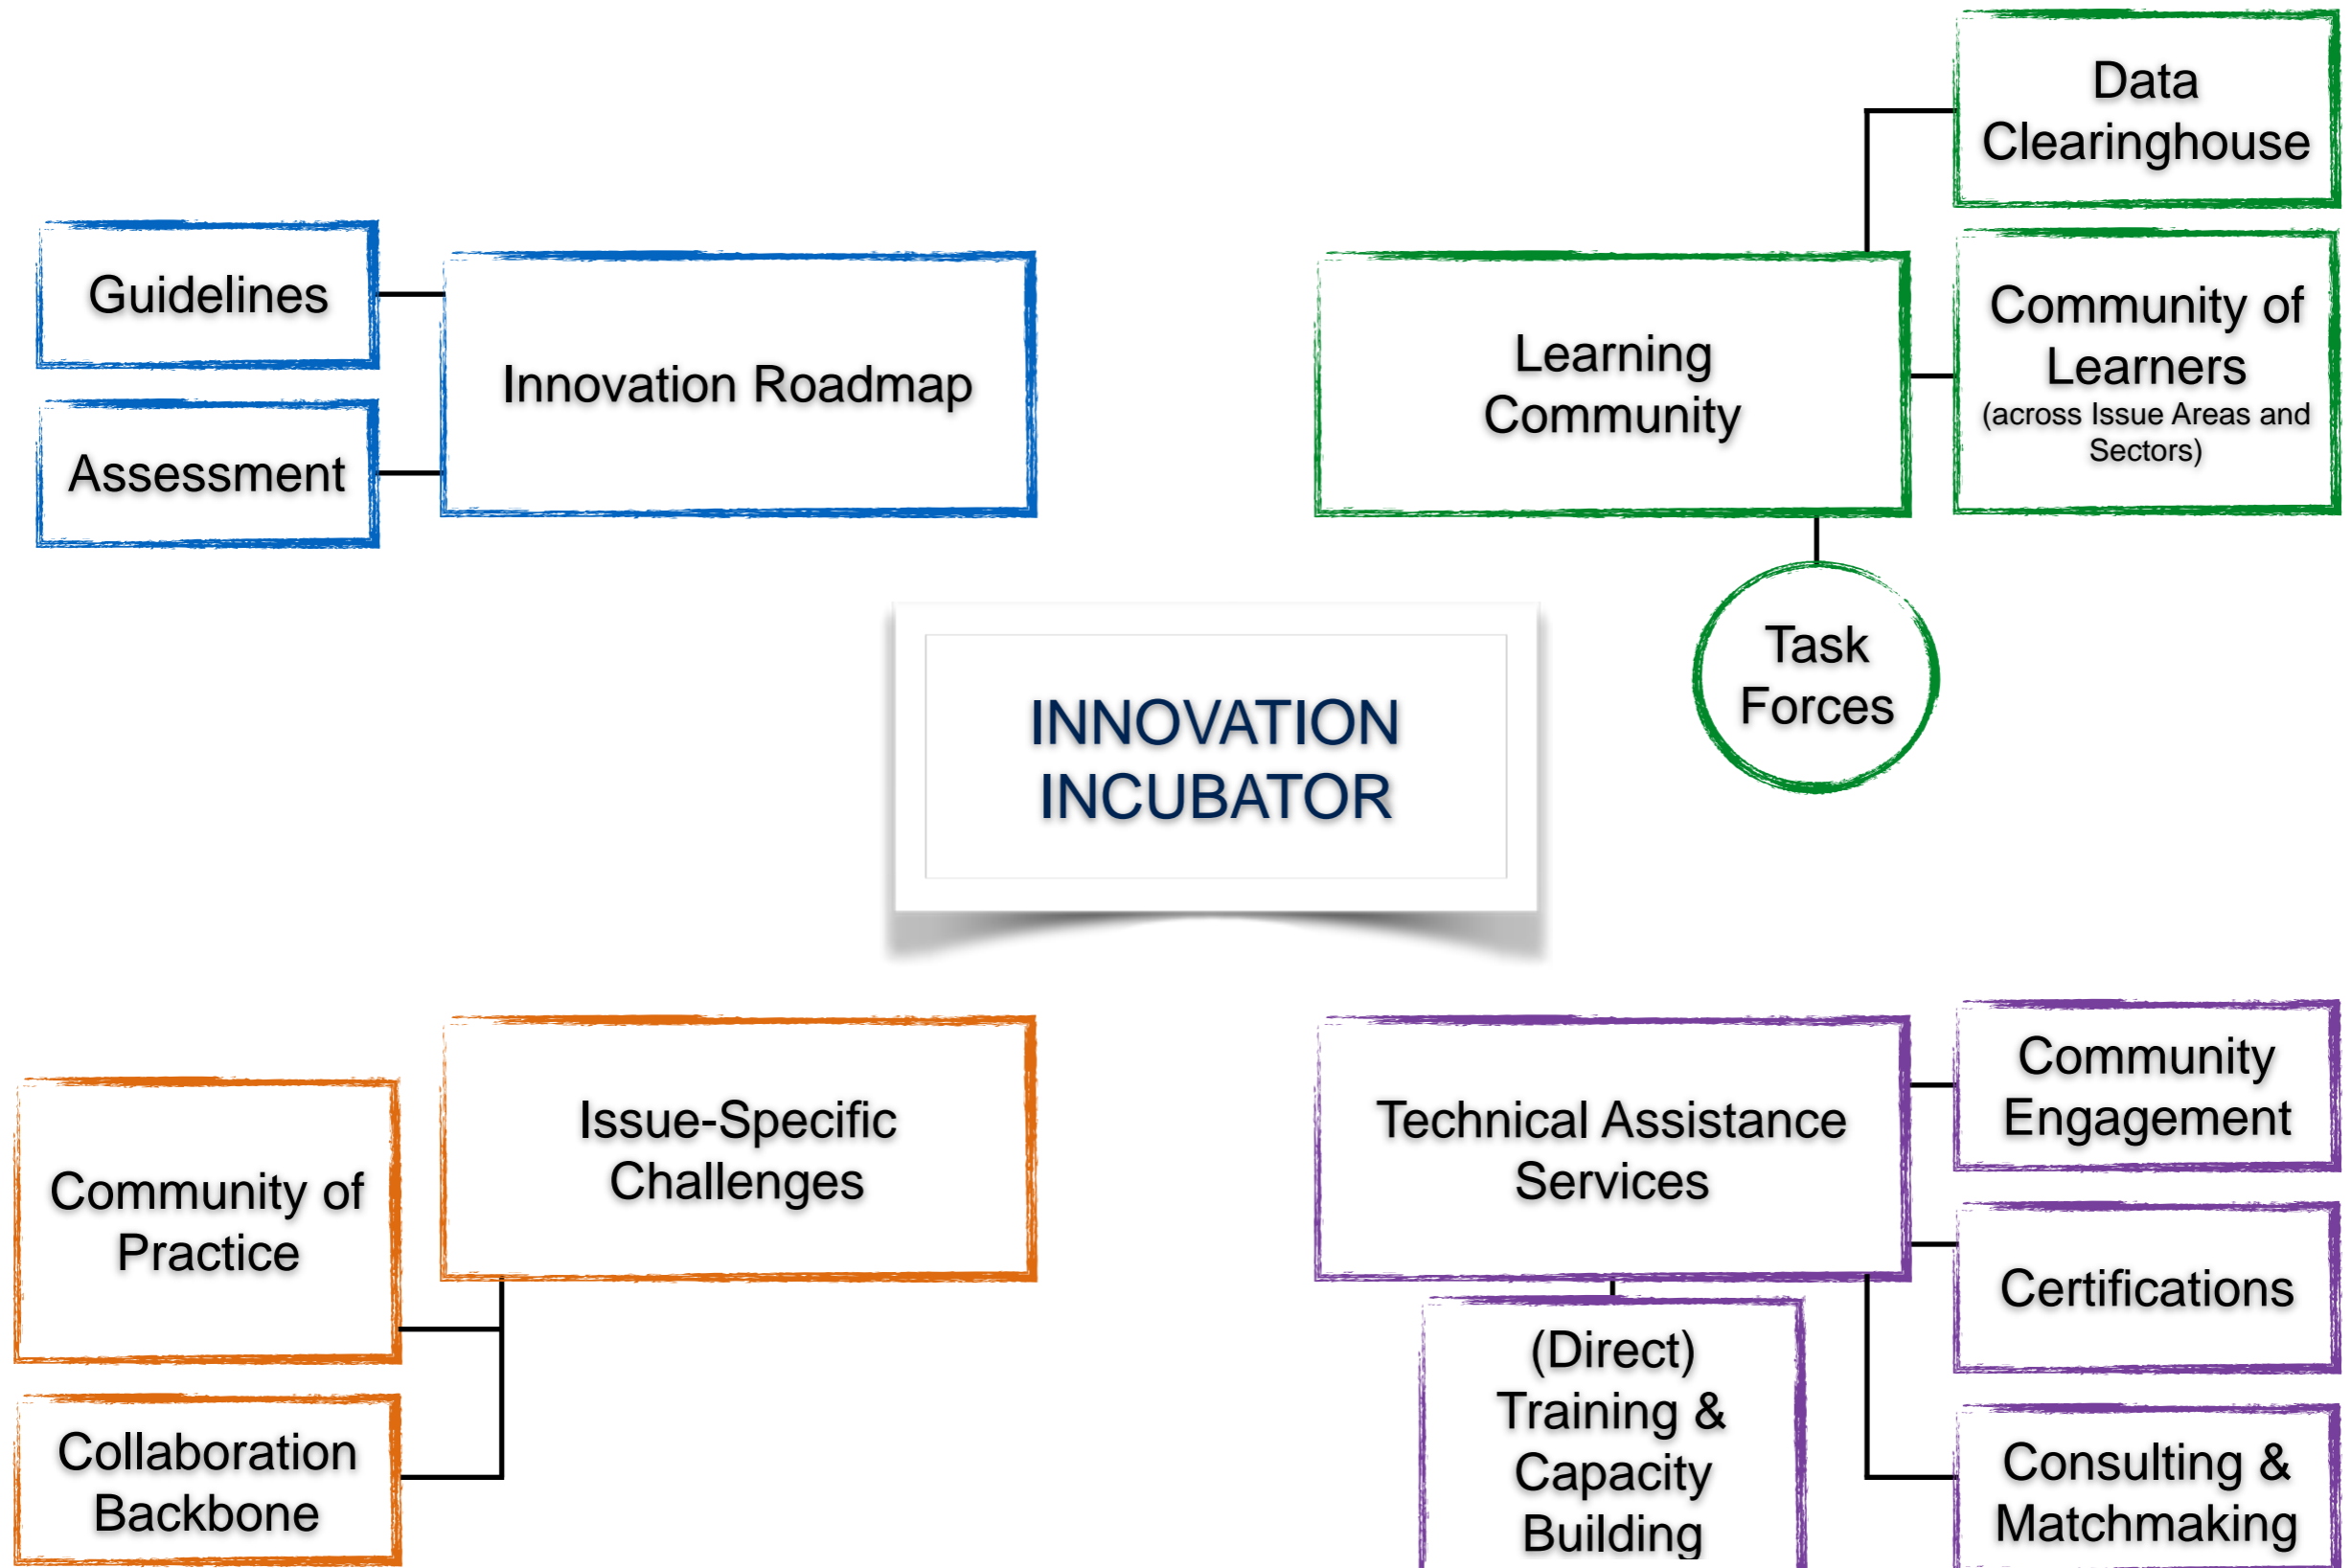 Guidelines
Assessment
Innovation Roadmap
Learning
Community
Data
Clearinghouse
Community of
Learners
(across Issue Areas and
Sectors)
Task
Forces
INNOVATION
INCUBATOR
Issue-Specific
Challenges
Community of
Practice
Collaboration
Backbone
Technical Assistance
Services
Community
Engagement
Certifications
(Direct)
Training &
Capacity
Building
Consulting &
Matchmaking